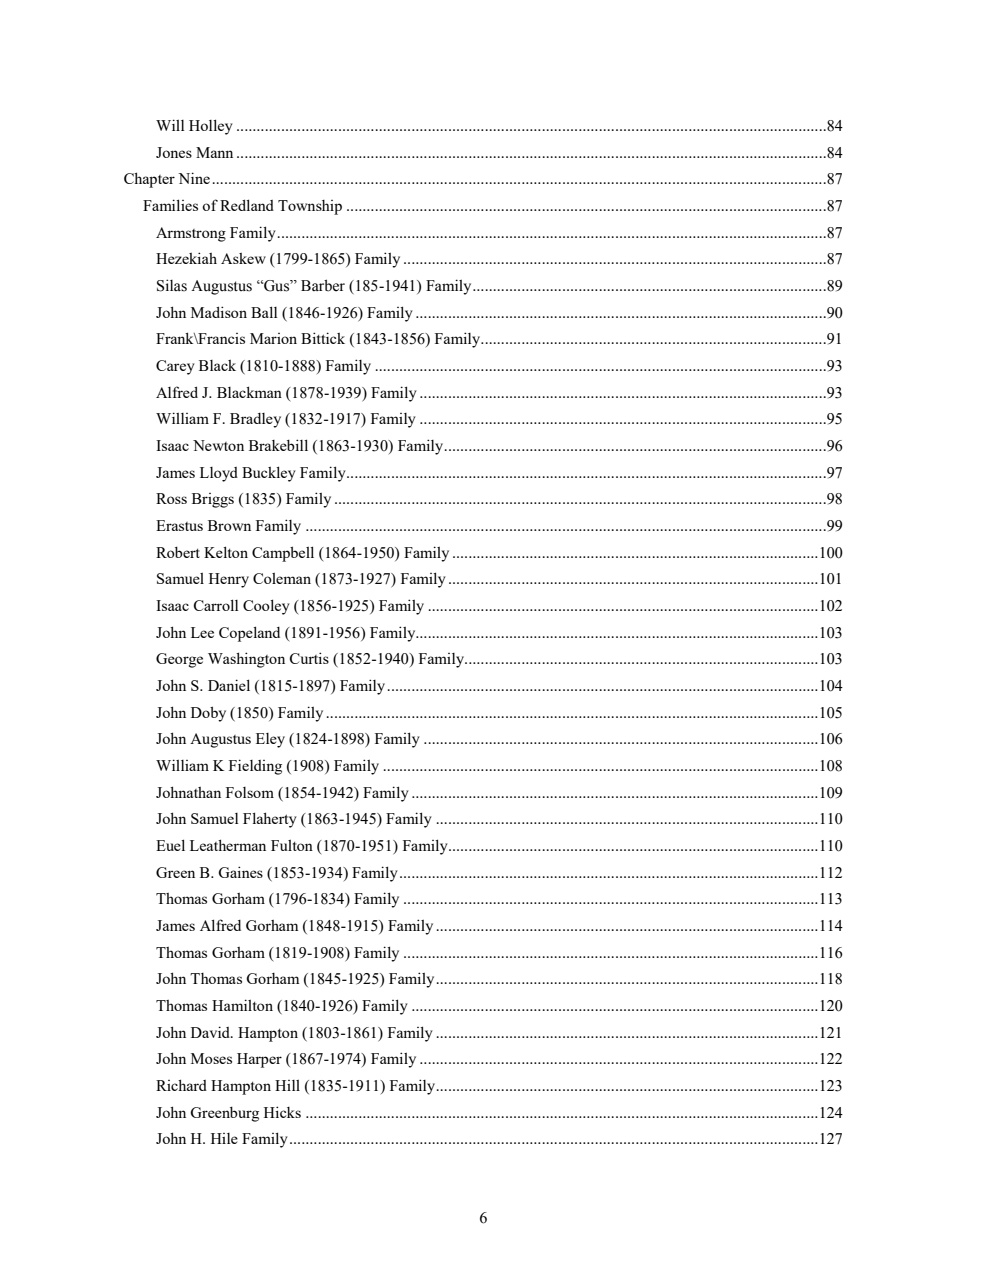 Will Holley ................................................................................................................84
Jones Mann ................................................................................................................84
Chapter Nine................................................................................................................87
Families of Redland Township ................................................................................................................87
Armstrong Family................................................................................................................87
Hezekiah Askew (1799-1865) Family ................................................................................................................87
Silas Augustus “Gus” Barber (185-1941) Family................................................................................................................89
John Madison Ball (1846-1926) Family ................................................................................................................90
Frank\Francis Marion Bittick (1843-1856) Family................................................................................................................91
Carey Black (1810-1888) Family ................................................................................................................93
Alfred J. Blackman (1878-1939) Family ................................................................................................................93
William F. Bradley (1832-1917) Family ................................................................................................................95
Isaac Newton Brakebill (1863-1930) Family................................................................................................................96
James Lloyd Buckley Family................................................................................................................97
Ross Briggs (1835) Family ................................................................................................................98
Erastus Brown Family ................................................................................................................99
Robert Kelton Campbell (1864-1950) Family ................................................................................................................100
Samuel Henry Coleman (1873-1927) Family ................................................................................................................101
Isaac Carroll Cooley (1856-1925) Family ................................................................................................................102
John Lee Copeland (1891-1956) Family................................................................................................................103
George Washington Curtis (1852-1940) Family................................................................................................................103
John S. Daniel (1815-1897) Family................................................................................................................104
John Doby (1850) Family ................................................................................................................105
John Augustus Eley (1824-1898) Family ................................................................................................................106
William K Fielding (1908) Family ................................................................................................................108
Johnathan Folsom (1854-1942) Family ................................................................................................................109
John Samuel Flaherty (1863-1945) Family ................................................................................................................110
Euel Leatherman Fulton (1870-1951) Family................................................................................................................110
Green B. Gaines (1853-1934) Family................................................................................................................112
Thomas Gorham (1796-1834) Family ................................................................................................................113
James Alfred Gorham (1848-1915) Family ................................................................................................................114
Thomas Gorham (1819-1908) Family ................................................................................................................116
John Thomas Gorham (1845-1925) Family................................................................................................................118
Thomas Hamilton (1840-1926) Family ................................................................................................................120
John David. Hampton (1803-1861) Family ................................................................................................................121
John Moses Harper (1867-1974) Family ................................................................................................................122
Richard Hampton Hill (1835-1911) Family................................................................................................................123
John Greenburg Hicks ................................................................................................................124
John H. Hile Family................................................................................................................127
6